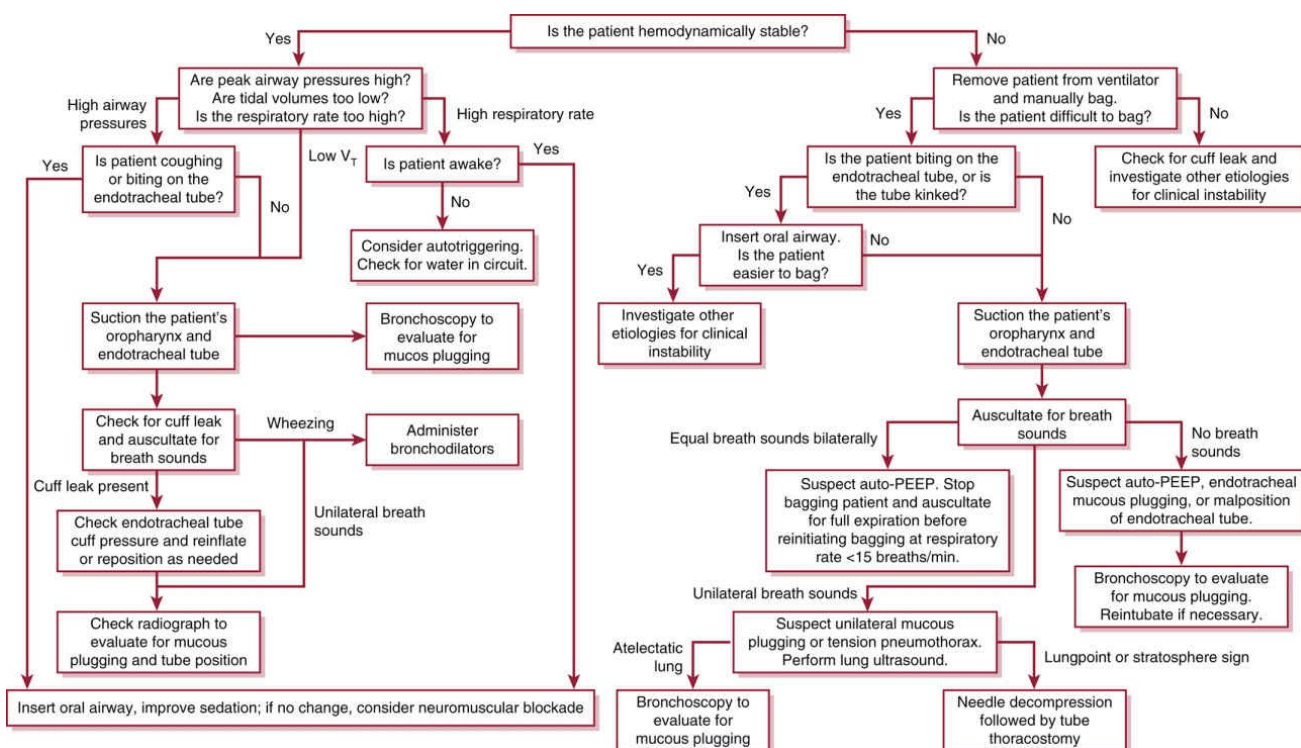 Is the patient hemodynamically stable?
Yes
No
Are peak airway pressures high?
Are tidal volumes too low?
Is the respiratory rate too high?
Remove patient from ventilator
and manually bag.
Is the patient difficult to bag?
High airway
pressures
High respiratory rate
Low VT
Yes
No
Yes
Is patient coughing
or biting on the
endotracheal tube?
No
Is patient awake?
Yes
No
Is the patient biting on the
endotracheal tube, or is
the tube kinked?
Check for cuff leak and
investigate other etiologies
for clinical instability
Yes
No
Consider autotriggering.
Check for water in circuit.
Insert oral airway.
Is the patient
easier to bag?
No
Yes
Suction the patient's
oropharynx and
endotracheal tube
Bronchoscopy to
evaluate for
mucos plugging
Investigate other
etiologies for clinical
instability
Suction the patient's
oropharynx and
endotracheal tube
Check for cuff leak
and auscultate for
breath sounds
Wheezing
Administer
bronchodilators
Auscultate for breath
sounds
Equal breath sounds bilaterally
No breath
sounds
Cuff leak present
Unilateral breath
sounds
Check endotracheal tube
cuff pressure and reinflate
or reposition as needed
Suspect auto-PEEP. Stop
bagging patient and auscultate
for full expiration before
reinitiating bagging at respiratory
rate <15 breaths/min.
Suspect auto-PEEP, endotracheal
mucous plugging, or malposition
of endotracheal tube.
Bronchoscopy to evaluate
for mucous plugging.
Reintubate if necessary.
Unilateral breath sounds
Check radiograph to
evaluate for mucous
plugging and tube position
Suspect unilateral mucous
plugging or tension pneumothorax.
Perform lung ultrasound.
Atelectatic
lung
Lungpoint or stratosphere sign
Insert oral airway, improve sedation; if no change, consider neuromuscular blockade
Bronchoscopy to
evaluate for
mucous plugging
Needle decompression
followed by tube
thoracostomy